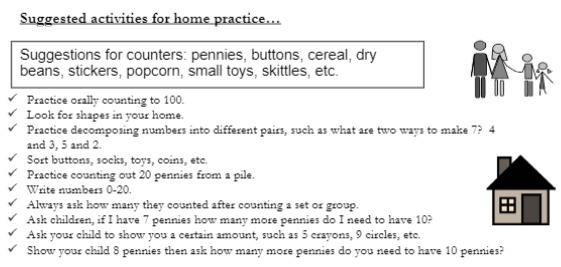 Suggested activities for home practice…
Suggestions for counters: pennies, buttons, cereal, dry
beans, stickers, popcorn, small toys, skittles, etc.
✓ Practice orally counting to 100.
✓ Look for shapes in your home.
✓ Practice decomposing numbers into different pairs, such as what are two ways to make 7? 4
and 3, 5 and 2.
✓ Sort buttons, socks, toys, coins, etc.
✓ Practice counting out 20 pennies from a pile.
✓ Write numbers 0-20.
✓ Always ask how many they counted after counting a set or group.
✓ Ask children, if I have 7 pennies how many more pennies do I need to have 10?
✓ Ask your child to show you a certain amount, such as 5 crayons, 9 circles, etc.
✓ Show your child 8 pennies then ask how many more pennies do you need to have 10 pennies?